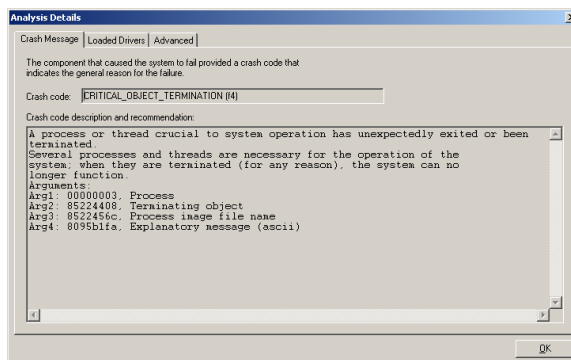 Analysis Details
Crash Message Loaded Drivers Advanced
The component that caused the system to fail provided a crash code that
indicates the general reason for the failure.
Crash code: CRITICAL_OBJECT_TERMINATION (f4)
Crash code description and recommendation:
A process or thread crucial to system operation has unexpectedly exited or been
terminated.
Several processes and threads are necessary for the operation of the
system; when they are terminated (for any reason), the system can no
longer function.
Arguments:
Arg1: 00000003, Process
Arg2: 85224408, Terminating object
Arg3: 8522456c, Process image file name
Arg4: 8095b1fa, Explanatory message (ascii)
OK